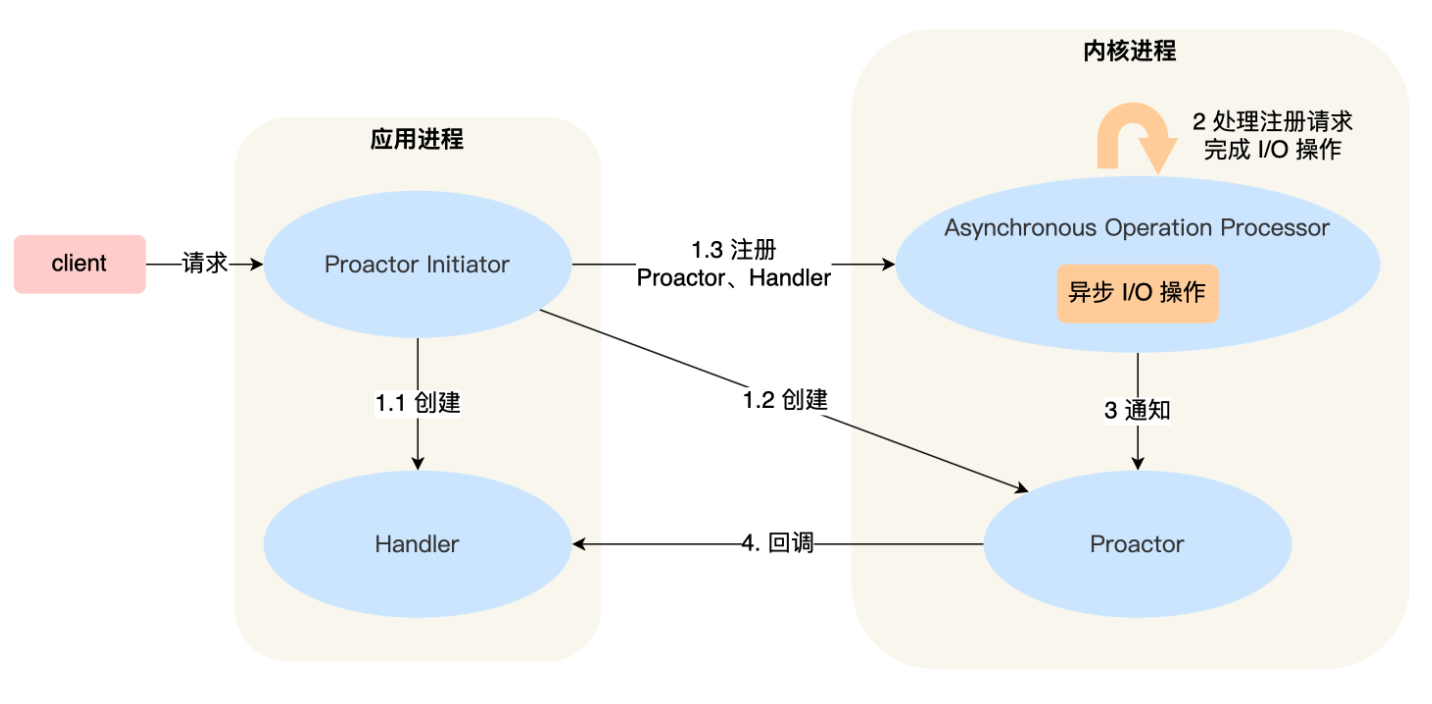 内核进程
2 处理注册请求
完成 I/O 操作
应用进程
Asynchronous Operation Processor
client
请求
Proactor Initiator
1.3 注册
Proactor、Handler
异步 I/O 操作
1.1 创建
1.2 创建
3 通知
Handler
4. 回调
Proactor